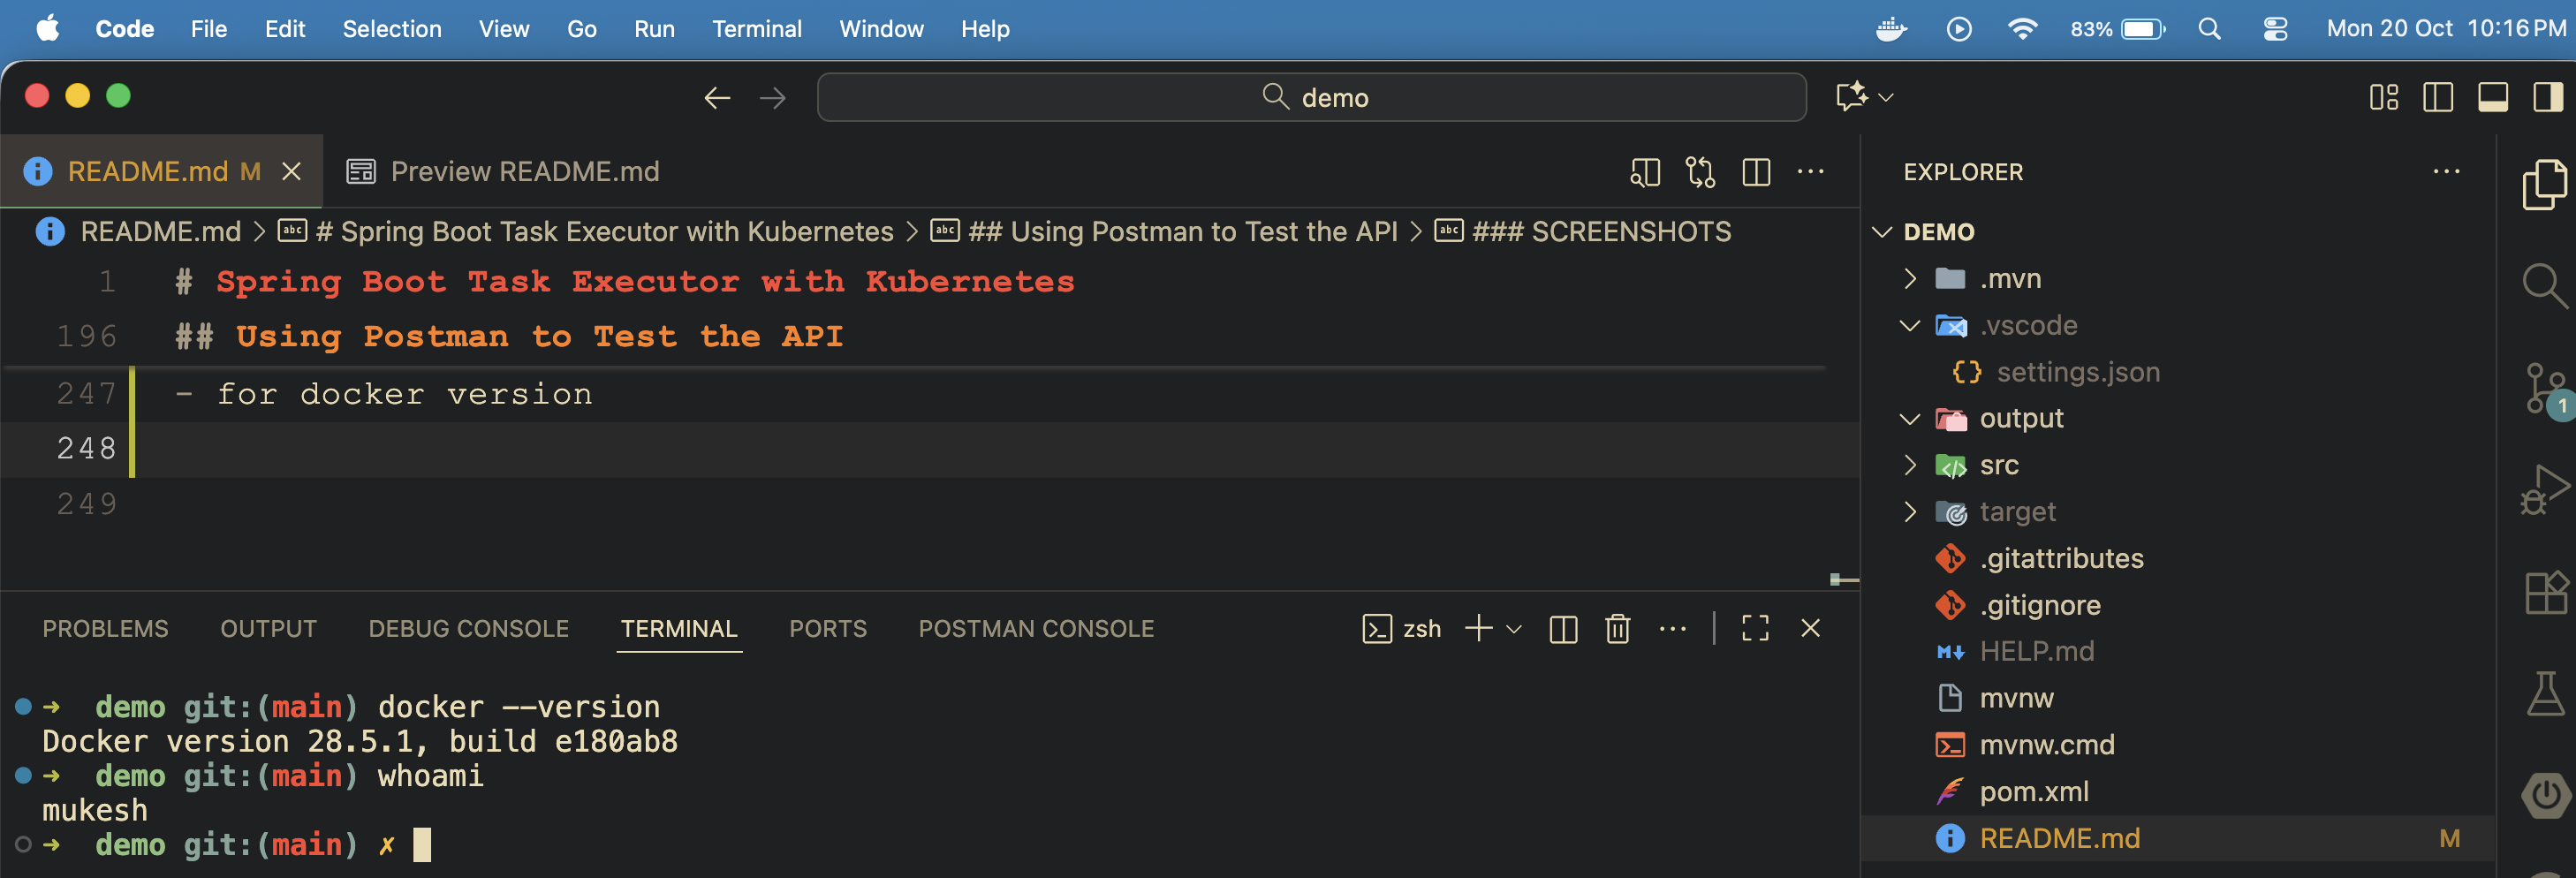 Code File Edit Selection View Go Run Terminal Window Help 83% Mon 20 Oct 10:16 PM
demo
README.md M Preview README.md
README.md > # Spring Boot Task Executor with Kubernetes > ## Using Postman to Test the API > ### SCREENSHOTS
1 # Spring Boot Task Executor with Kubernetes
196 ## Using Postman to Test the API
247 - for docker version
248
249
PROBLEMS OUTPUT DEBUG CONSOLE TERMINAL PORTS POSTMAN CONSOLE zsh
➜ demo git:(main) docker --version
Docker version 28.5.1, build e180ab8
➜ demo git:(main) whoami
mukesh
➜ demo git:(main) ✗
EXPLORER
DEMO
.mvn
.vscode
settings.json
output
src
target
.gitattributes
.gitignore
HELP.md
mvnw
mvnw.cmd
pom.xml
README.md M
1